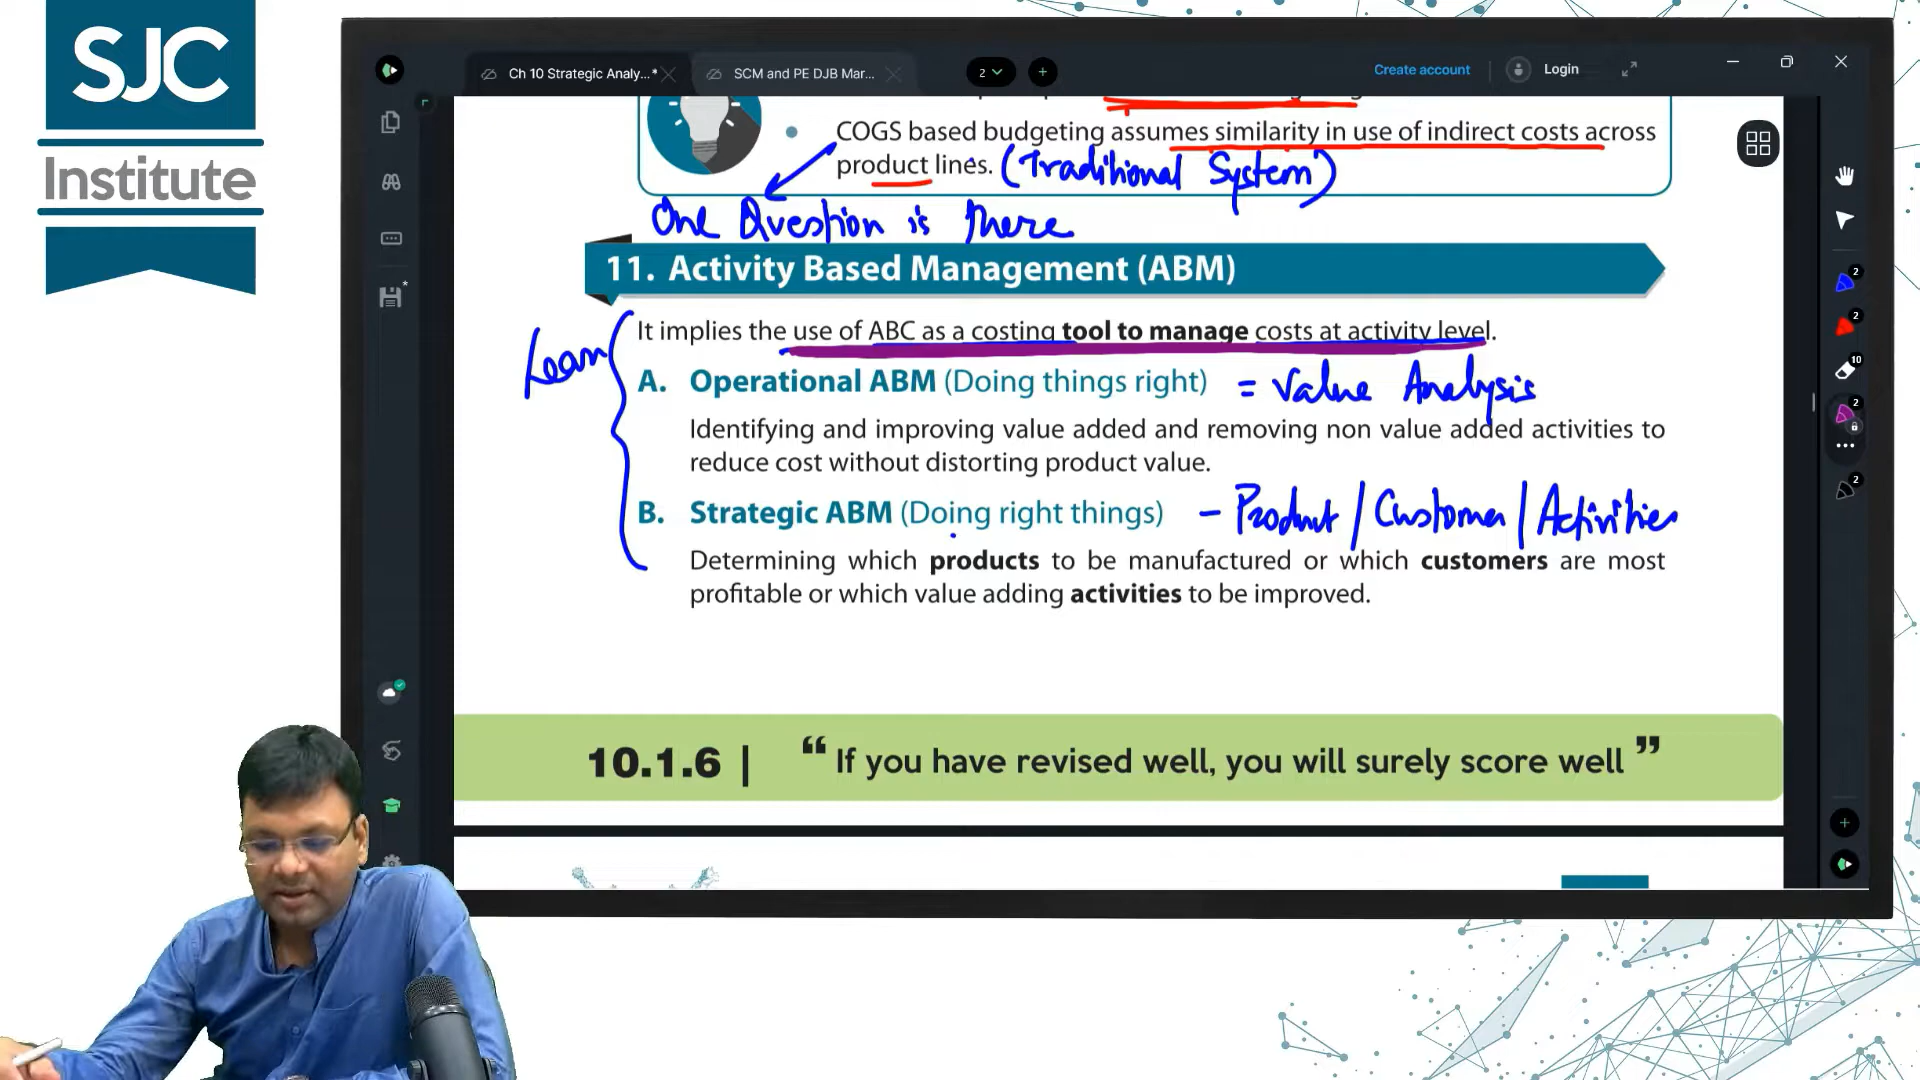 SJC
Institute
Ch 10 Strategic Analy...*
SCM and PE DJB Mar...
2
Create account
Login
COGS based budgeting assumes similarity in use of indirect costs across
product lines. (Traditional System)
One Question is there
11. Activity Based Management (ABM)
Learn
It implies the use of ABC as a costing tool to manage costs at activity level.
A. Operational ABM (Doing things right) = Value Analysis
Identifying and improving value added and removing non value added activities to
reduce cost without distorting product value.
B. Strategic ABM (Doing right things) - Product / Customer / Activities
Determining which products to be manufactured or which customers are most
profitable or which value adding activities to be improved.
10.1.6 | “ If you have revised well, you will surely score well ”
2
2
10
2
2